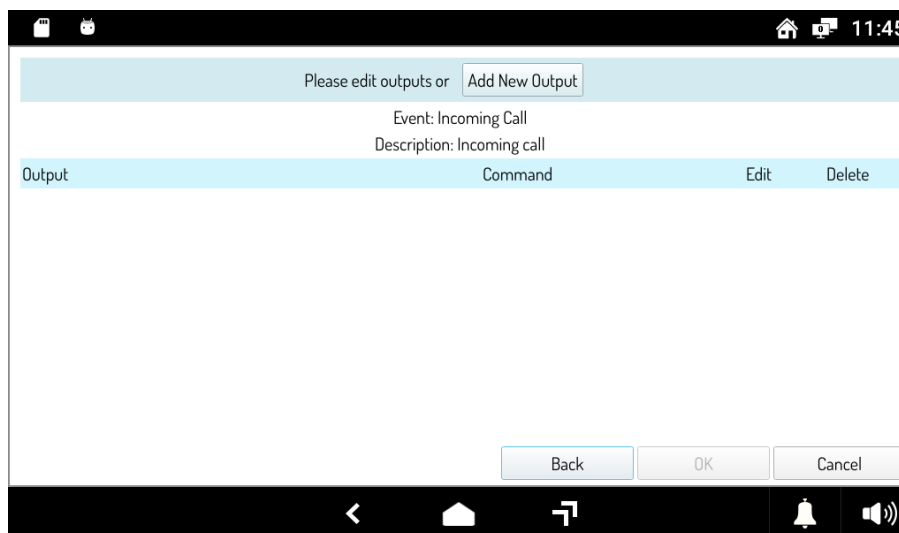 11:45
Please edit outputs or Add New Output
Event: Incoming Call
Description: Incoming call
Output Command Edit Delete
Back OK Cancel